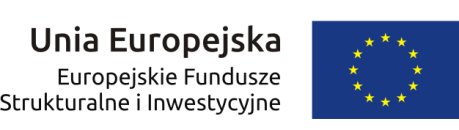 Unia Europejska
Europejskie Fundusze
Strukturalne i Inwestycyjne